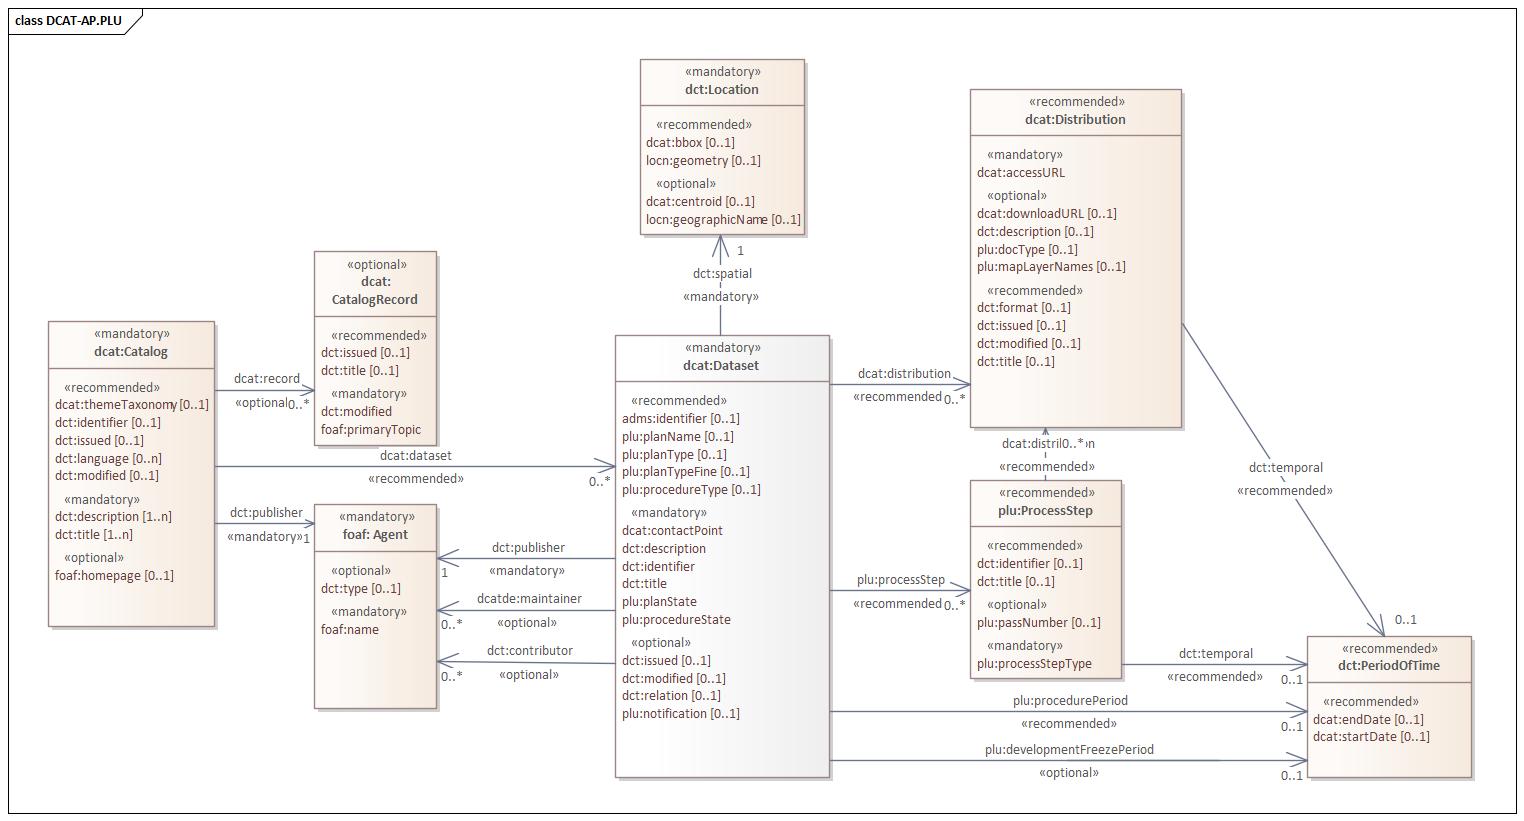 class DCAT-AP.PLU
«mandatory»
dct:Location
«recommended»
dcat:bbox [0..1]
locn:geometry [0..1]
«optional»
dcat:centroid [0..1]
locn:geographicName [0..1]
1
dct:spatial
«mandatory»
«recommended»
dcat:Distribution
«mandatory»
dcat:accessURL
«optional»
dcat:downloadURL [0..1]
dct:description [0..1]
plu:docType [0..1]
plu:mapLayerNames [0..1]
«recommended»
dct:format [0..1]
dct:issued [0..1]
dct:modified [0..1]
dct:title [0..1]
«optional»
dcat:
CatalogRecord
«recommended»
dct:issued [0..1]
dct:title [0..1]
«mandatory»
dct:modified
foaf:primaryTopic
«mandatory»
dcat:Catalog
«recommended»
dcat:themeTaxonomy [0..1]
dct:identifier [0..1]
dct:issued [0..1]
dct:language [0..n]
dct:modified [0..1]
«mandatory»
dct:description [1..n]
dct:title [1..n]
«optional»
foaf:homepage [0..1]
dcat:record
«optional 0..*
dcat:dataset
«recommended»
0..*
dct:publisher
«mandatory» 1
«mandatory»
foaf: Agent
«optional»
dct:type [0..1]
«mandatory»
foaf:name
dct:publisher
«mandatory»
1
dcatde:maintainer
«optional»
0..*
dct:contributor
«optional»
0..*
«mandatory»
dcat:Dataset
«recommended»
adms:identifier [0..1]
plu:planName [0..1]
plu:planType [0..1]
plu:planTypeFine [0..1]
plu:procedureType [0..1]
«mandatory»
dcat:contactPoint
dct:description
dct:identifier
dct:title
plu:planState
plu:procedureState
«optional»
dct:issued [0..1]
dct:modified [0..1]
dct:relation [0..1]
plu:notification [0..1]
dcat:distribution
«recommended 0..*
dcat:distril 0..* n
«recommended»
«recommended»
plu:ProcessStep
«recommended»
dct:identifier [0..1]
dct:title [0..1]
«optional»
plu:passNumber [0..1]
«mandatory»
plu:processStepType
plu:processStep
«recommended 0..*
dct:temporal
«recommended»
0..1
dct:temporal
«recommended»
0..1
plu:procedurePeriod
«recommended»
0..1
plu:developmentFreezePeriod
«optional»
0..1
«recommended»
dct:PeriodOfTime
«recommended»
dcat:endDate [0..1]
dcat:startDate [0..1]